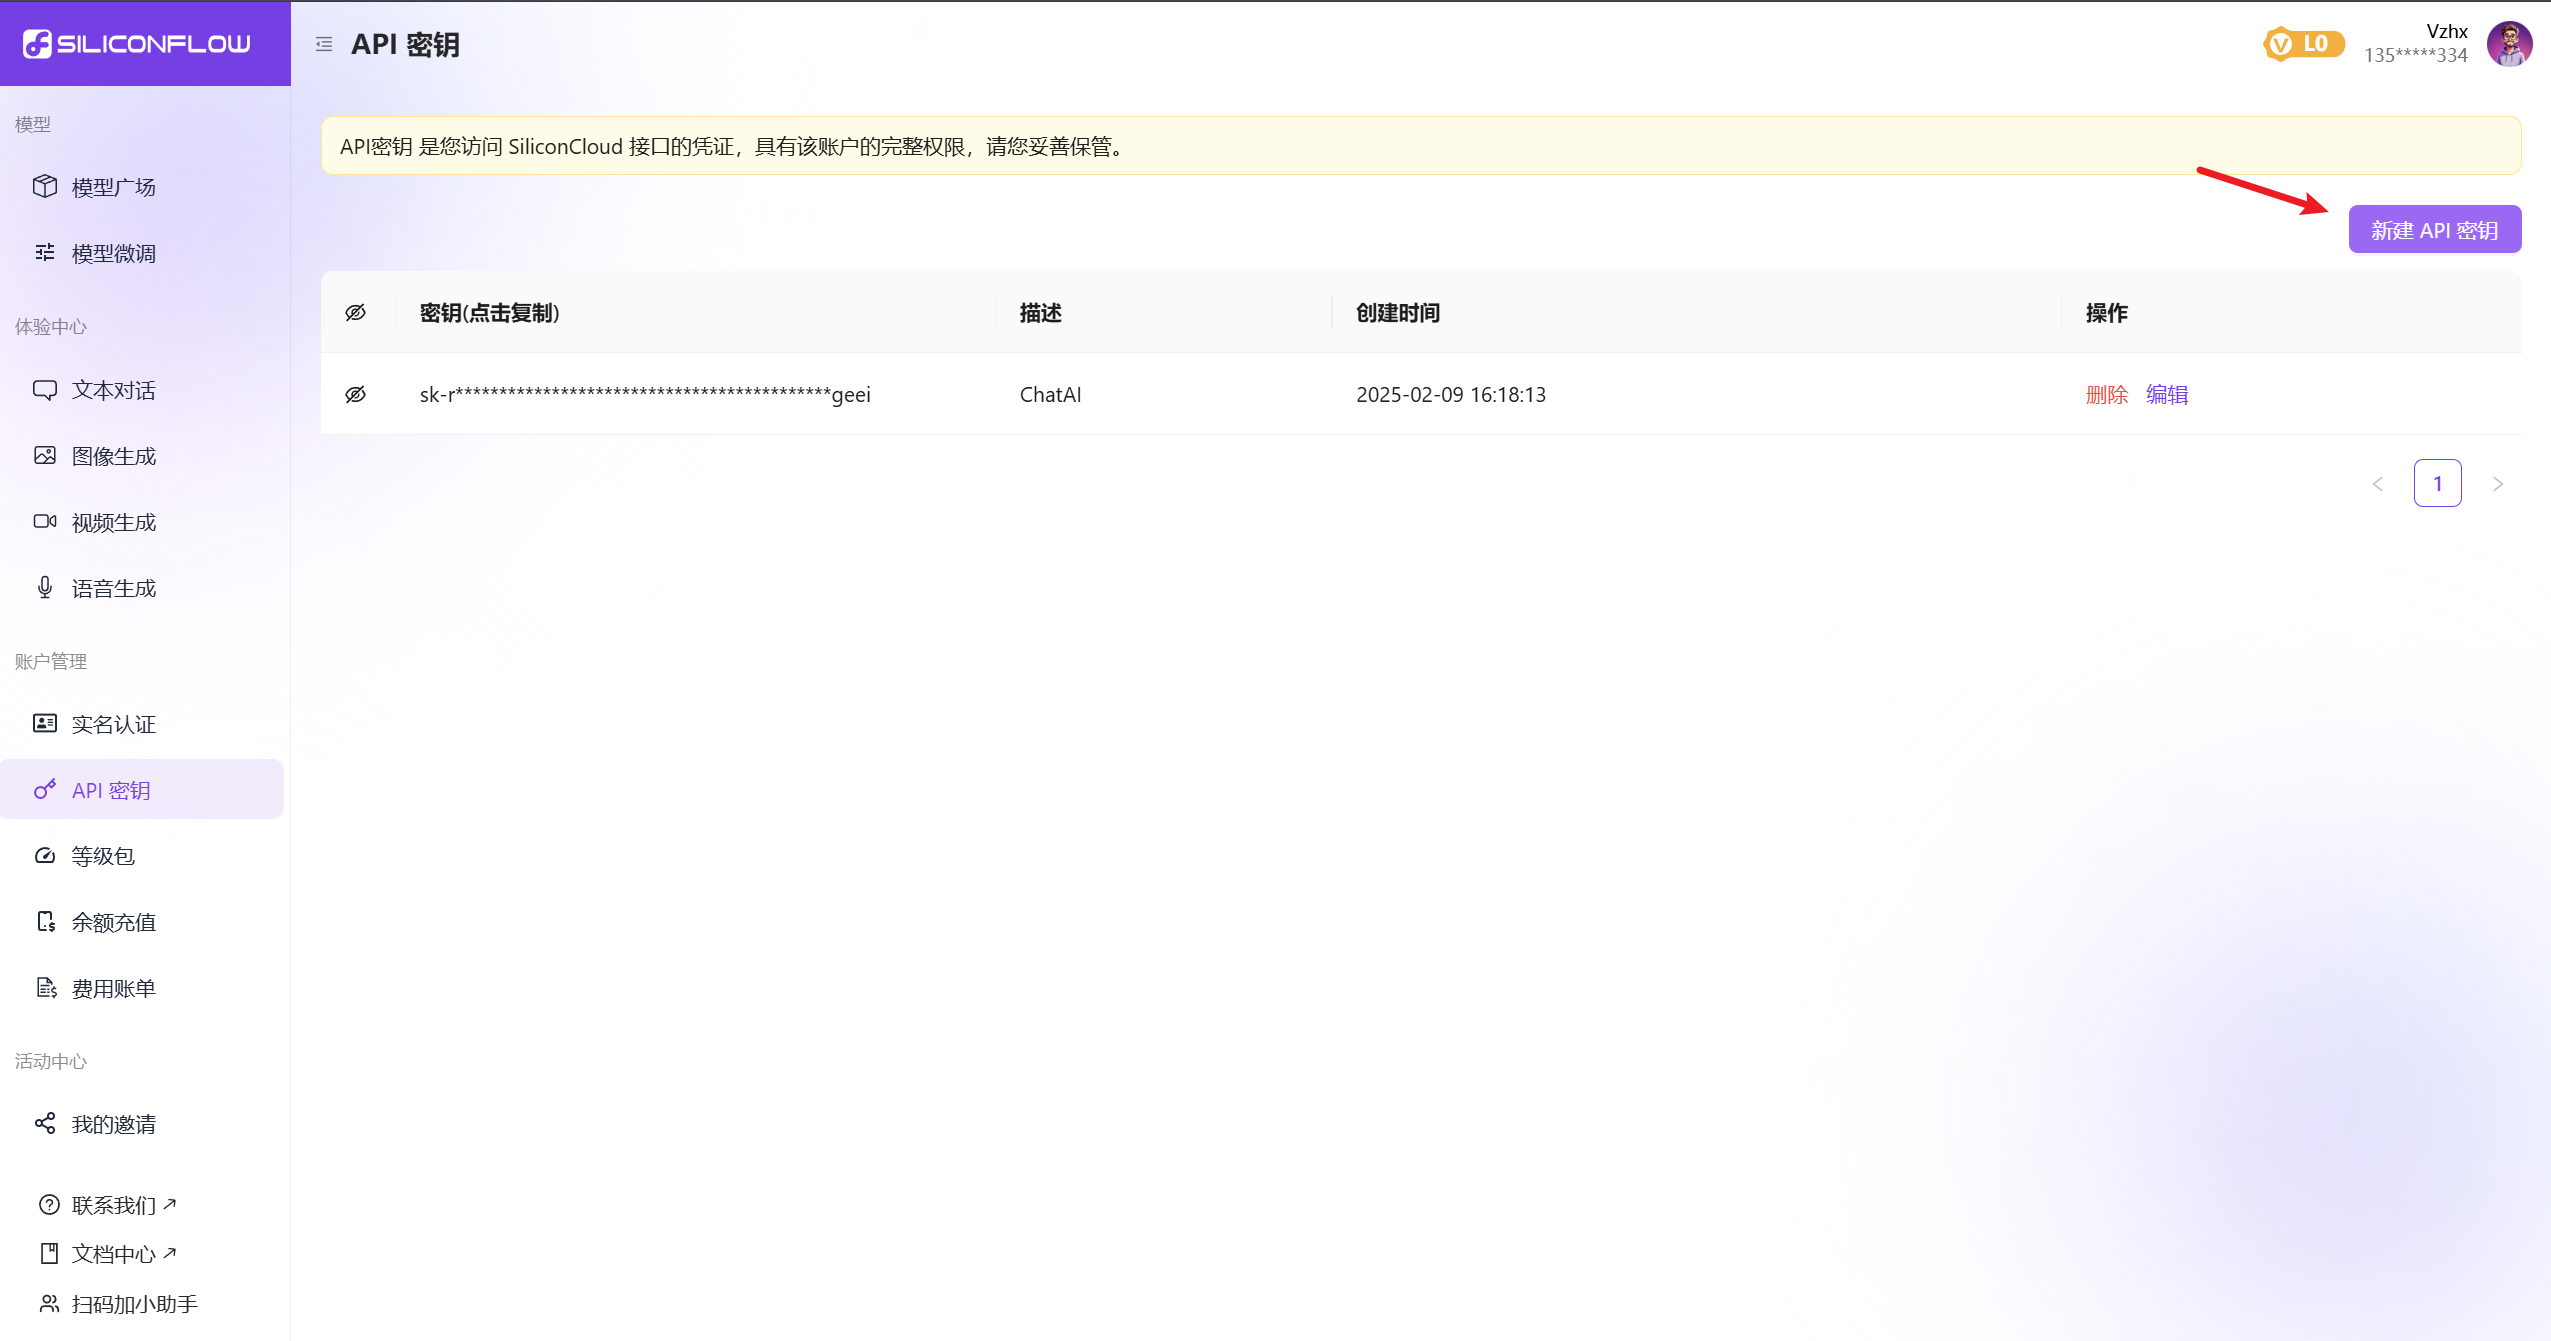 SILICONFLOW
API 密钥
L0
Vzhx
135*****334
模型
模型广场
模型微调
体验中心
文本对话
图像生成
视频生成
语音生成
账户管理
实名认证
API 密钥
等级包
余额充值
费用账单
活动中心
我的邀请
联系我们
文档中心
扫码加小助手
API密钥 是您访问 SiliconCloud 接口的凭证，具有该账户的完整权限，请您妥善保管。
新建 API 密钥
密钥(点击复制) 描述 创建时间 操作
sk-r********************************************geei ChatAI 2025-02-09 16:18:13 删除 编辑
1